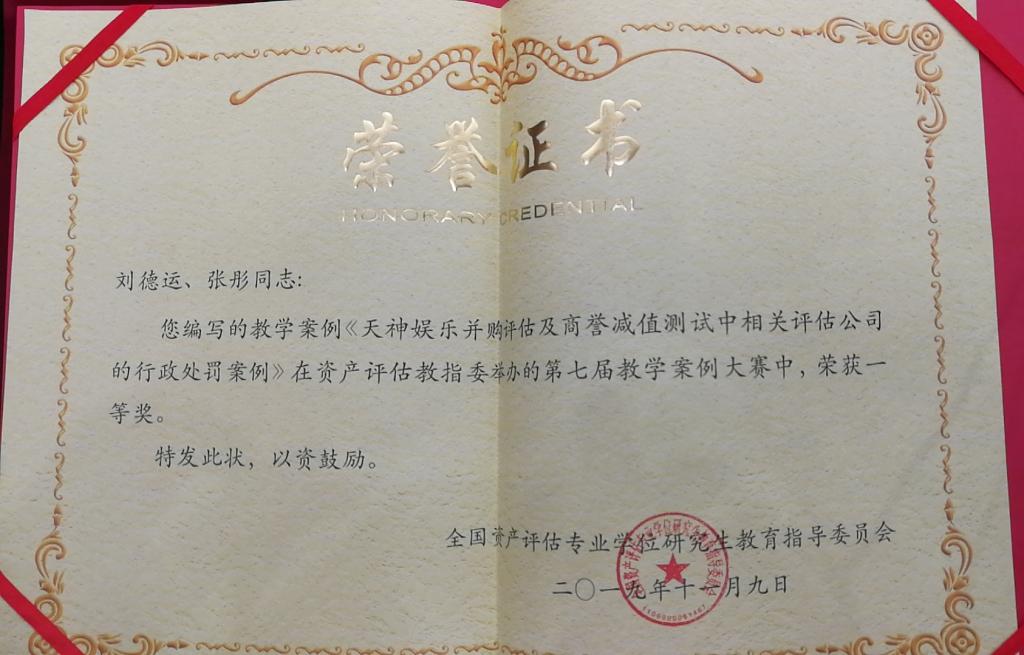 荣誉证书
HONORARY CREDENTIAL
刘德运、张彤同志:
您编写的教学案例《天神娱乐并购评估及商誉减值测试中相关评估公司
的行政处罚案例》在资产评估教指委举办的第七届教学案例大赛中，荣获一
等奖。
特发此状，以资鼓励。
全国资产评估专业学位研究生教育指导委员会
二〇一九年十一月九日